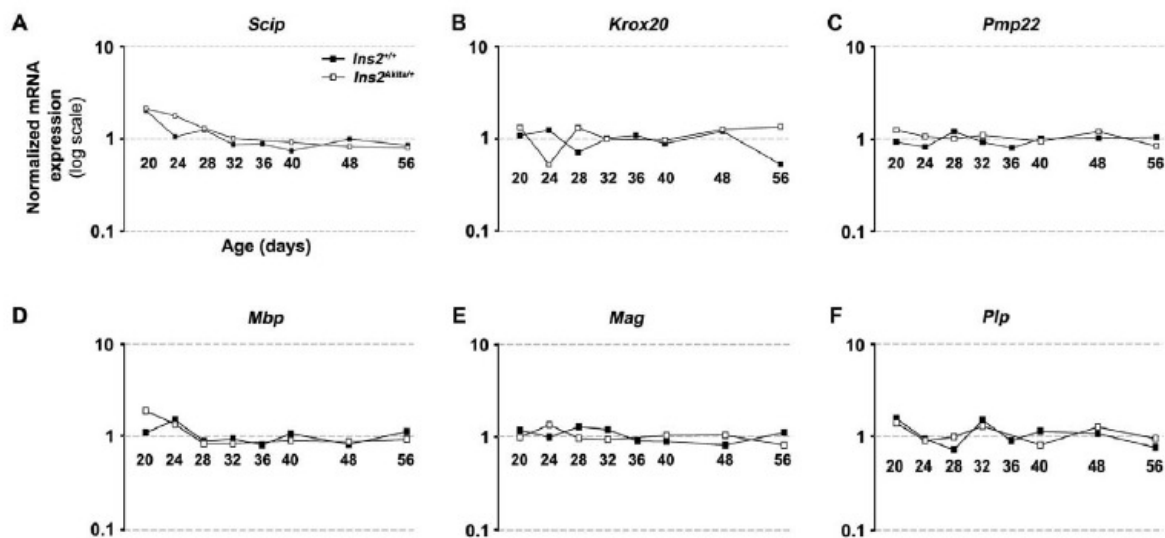 A Scip
10
1
0.1
Normalized mRNA
expression
(log scale)
Ins2+/+
Ins2Akita/+
20 24 28 32 36 40 48 56
Age (days)
B Krox20
10
1
0.1
20 24 28 32 36 40 48 56
C Pmp22
10
1
0.1
20 24 28 32 36 40 48 56
D Mbp
10
1
0.1
20 24 28 32 36 40 48 56
E Mag
10
1
0.1
20 24 28 32 36 40 48 56
F Plp
10
1
0.1
20 24 28 32 36 40 48 56